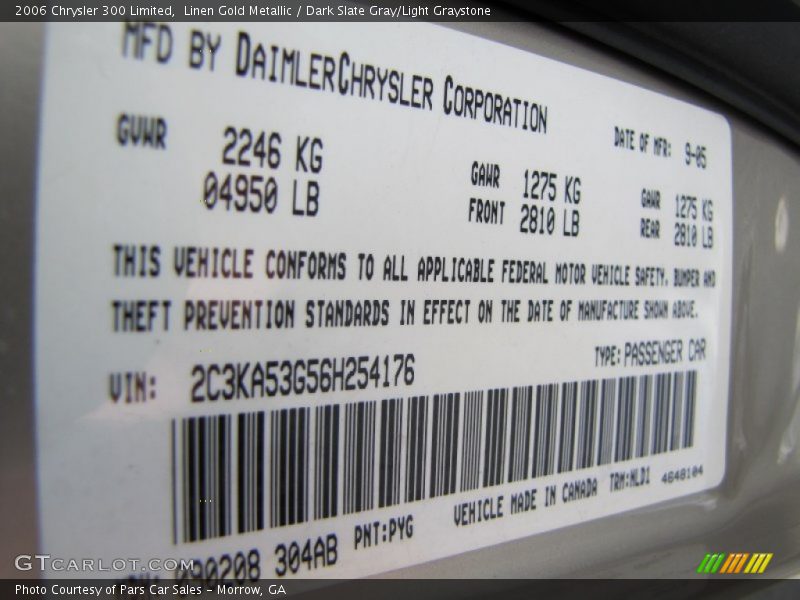 2006 Chrysler 300 Limited,  Linen Gold Metallic / Dark Slate Gray/Light Graystone
MFD BY DAIMLERCHRYSLER CORPORATION
DATE OF MFR: 9-05
GVWR 2246 KG
04950 LB
GAWR FRONT 1275 KG
2810 LB
GAWR REAR 1275 KG
2810 LB
THIS VEHICLE CONFORMS TO ALL APPLICABLE FEDERAL MOTOR VEHICLE SAFETY, BUMPER AND
THEFT PREVENTION STANDARDS IN EFFECT ON THE DATE OF MANUFACTURE SHOWN ABOVE.
VIN: 2C3KA53G56H254176
TYPE: PASSENGER CAR
VEHICLE MADE IN CANADA TRM:NLD1 4648104
090208 304AB PNT:PYG
GTCARLOT.COM
Photo Courtesy of Pars Car Sales – Morrow, GA